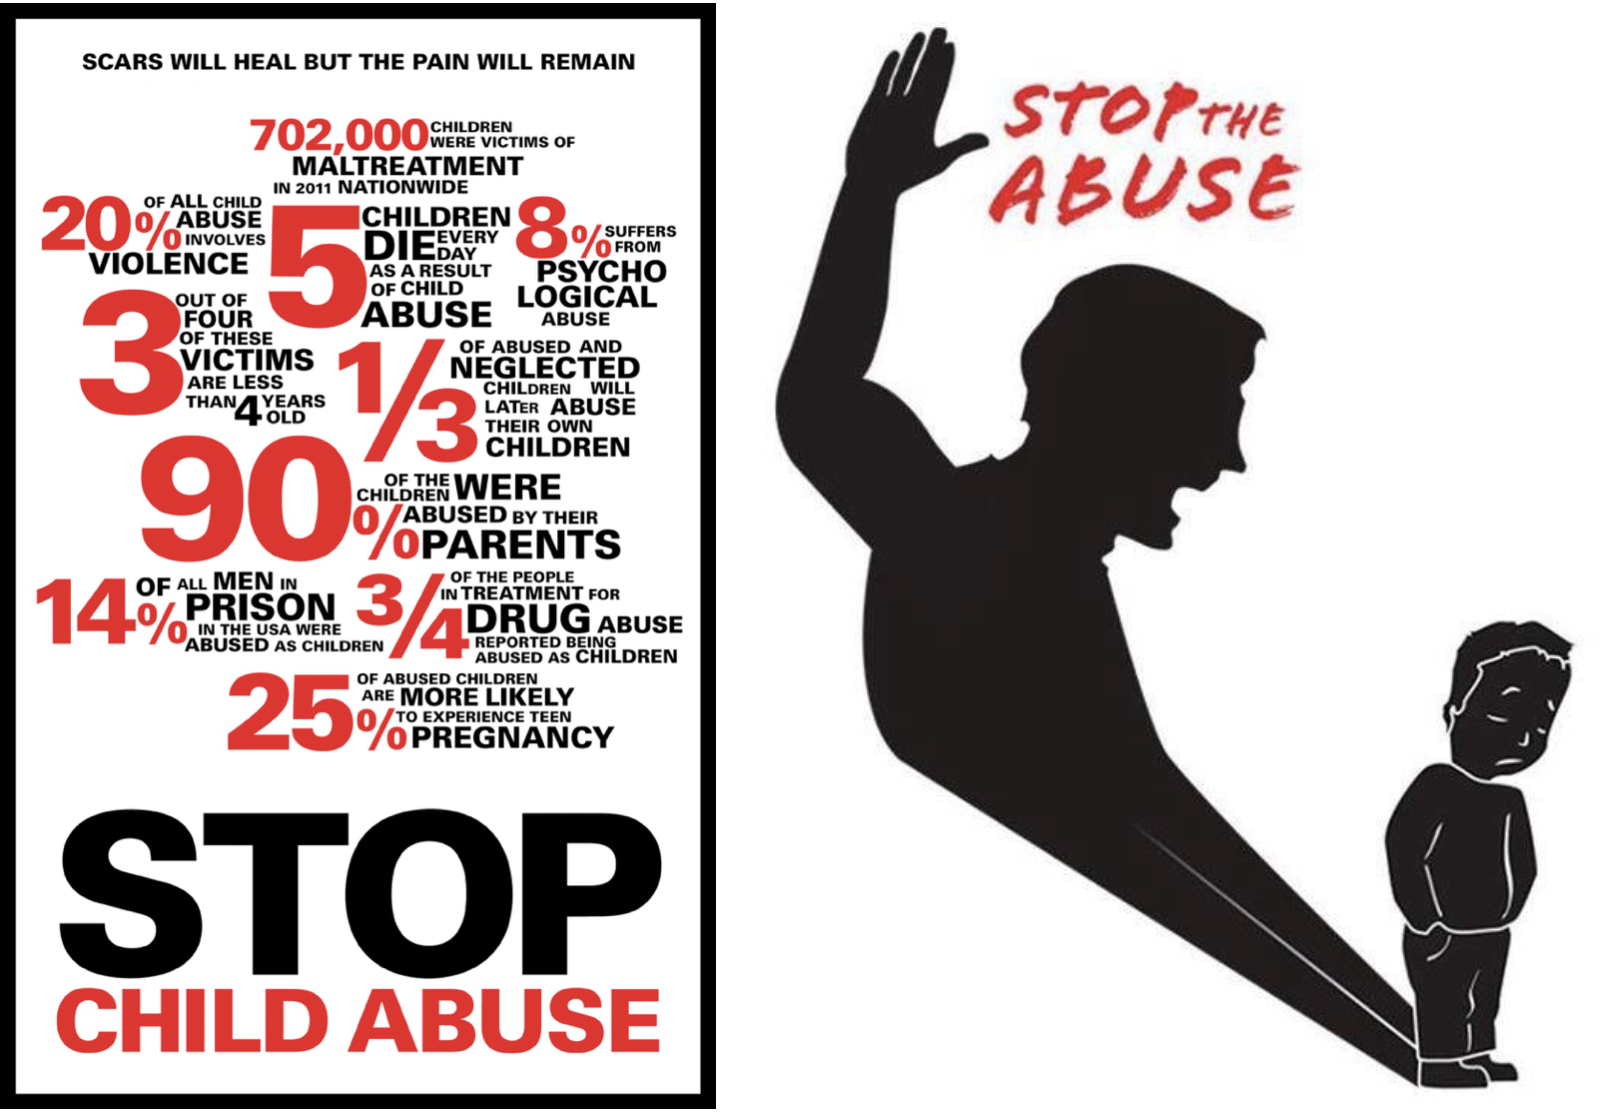 SCARS WILL HEAL BUT THE PAIN WILL REMAIN
702,000 CHILDREN
WERE VICTIMS OF
MALTREATMENT
IN 2011 NATIONWIDE
20% OF ALL CHILD
ABUSE
INVOLVES
VIOLENCE
5 CHILDREN
DIE EVERY
DAY
AS A RESULT
OF CHILD
ABUSE
8% SUFFERS
FROM
PSYCHO
LOGICAL
ABUSE
3 OUT OF
FOUR
OF THESE
VICTIMS
ARE LESS
THAN 4 YEARS
OLD
1/3 OF ABUSED AND
NEGLECTED
CHILDREN WILL
LATER ABUSE
THEIR OWN
CHILDREN
90% OF THE
CHILDREN WERE
ABUSED BY THEIR
PARENTS
14% OF ALL MEN IN
PRISON
IN THE USA WERE
ABUSED AS CHILDREN
3/4 OF THE PEOPLE
IN TREATMENT FOR
DRUG ABUSE
REPORTED BEING
ABUSED AS CHILDREN
25% OF ABUSED CHILDREN
ARE MORE LIKELY
TO EXPERIENCE TEEN
PREGNANCY
STOP
CHILD ABUSE
STOP THE
ABUSE